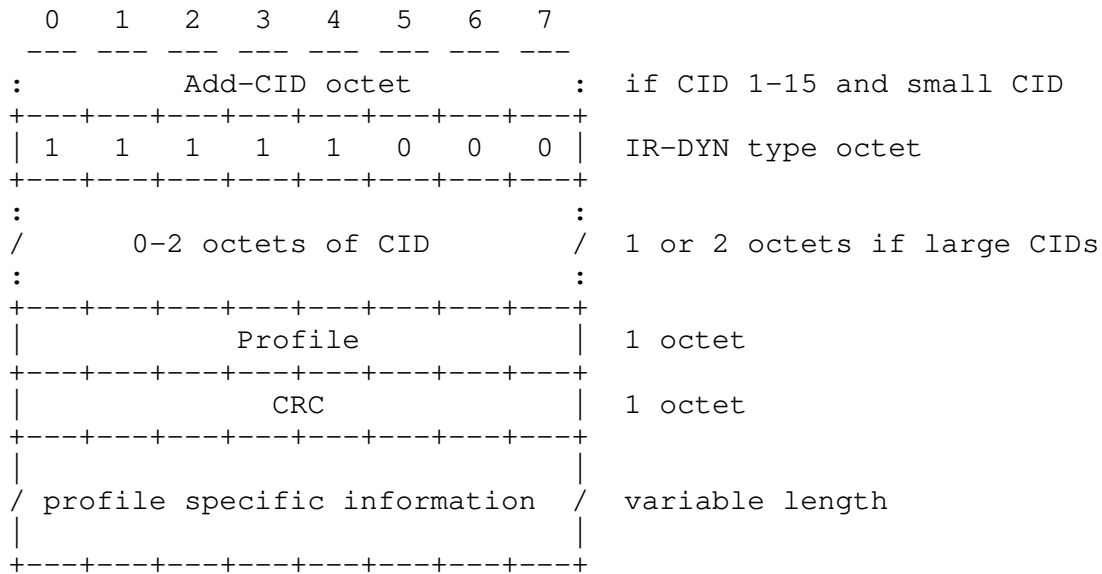 0   1   2   3   4   5   6   7
--- --- --- --- --- --- --- ---
:         Add-CID octet         :  if CID 1-15 and small CID
+---+---+---+---+---+---+---+---+
| 1   1   1   1   1   0   0   0 |  IR-DYN type octet
+---+---+---+---+---+---+---+---+
:                               :
/      0-2 octets of CID        /  1 or 2 octets if large CIDs
:                               :
+---+---+---+---+---+---+---+---+
|            Profile            |  1 octet
+---+---+---+---+---+---+---+---+
|              CRC              |  1 octet
+---+---+---+---+---+---+---+---+
|                               |
/ profile specific information  /  variable length
|                               |
+---+---+---+---+---+---+---+---+